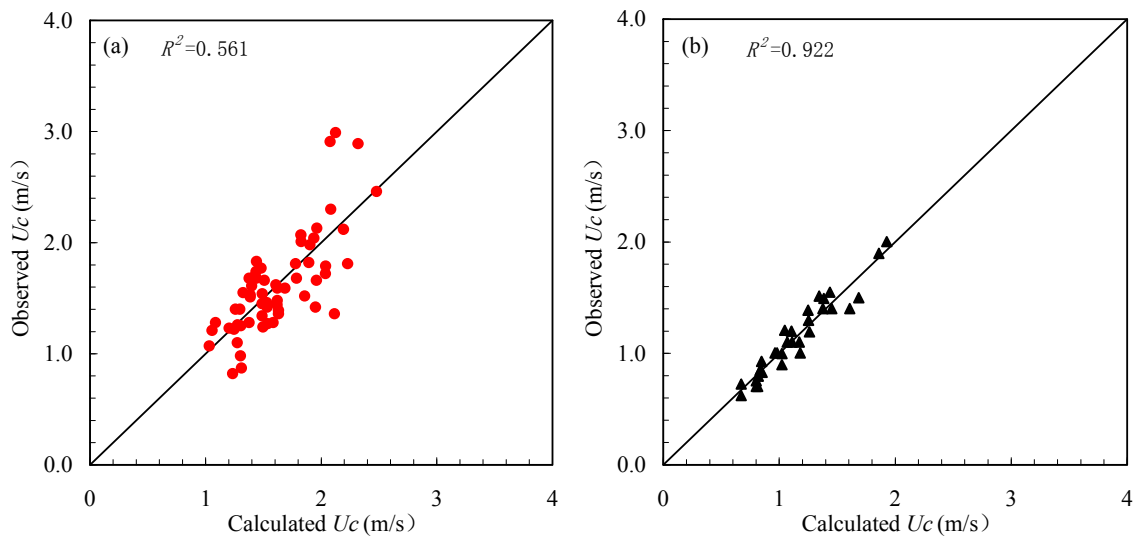 (a) R²=0.561
4.0
3.0
2.0
1.0
0.0
Observed Uc (m/s）
0 1 2 3 4
Calculated Uc (m/s)
(b) R²=0.922
4.0
3.0
2.0
1.0
0.0
Observed Uc (m/s）
0 1 2 3 4
Calculated Uc (m/s)